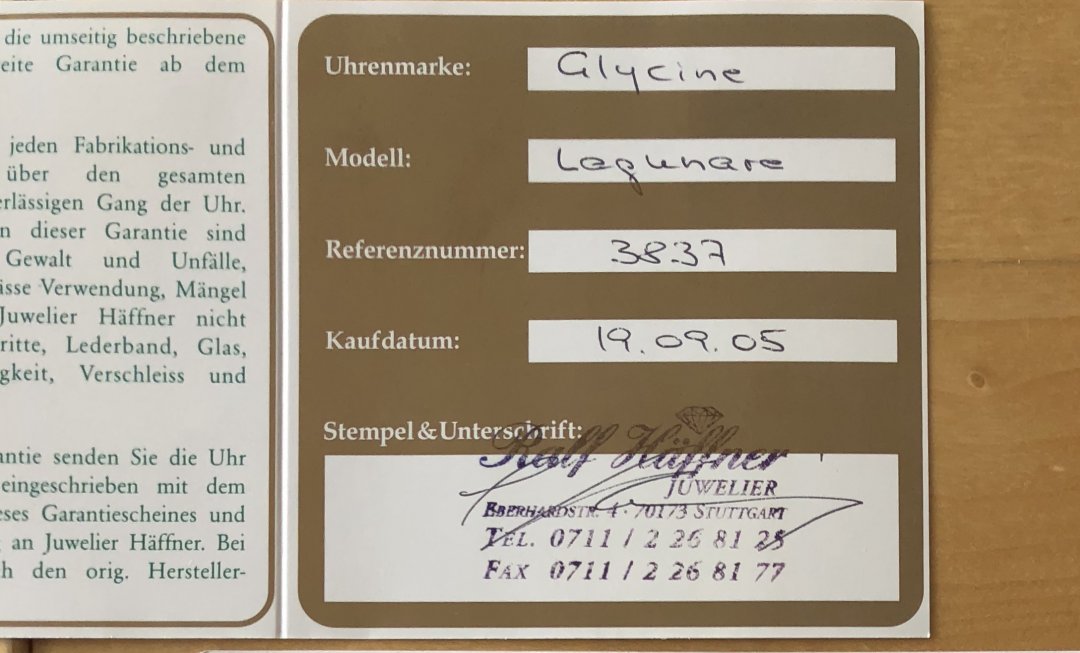 die umseitig beschriebene
eite Garantie ab dem
jeden Fabrikations- und
über den gesamten
erlässigen Gang der Uhr.
n dieser Garantie sind
Gewalt und Unfälle,
isse Verwendung, Mängel
Juwelier Häffner nicht
ritte, Lederband, Glas,
gkeit, Verschleiss und
antie senden Sie die Uhr
eingeschrieben mit dem
eses Garantiescheines und
an Juwelier Häffner. Bei
h den orig. Hersteller-
Uhrenmarke: Glycine
Modell: Lagunare
Referenznummer: 3837
Kaufdatum: 19.09.05
Stempel & Unterschrift:
Ralf Häffner
JUWELIER
EBERHARDSTR. 4 · 70173 STUTTGART
TEL. 0711 / 2 26 81 25
FAX 0711 / 2 26 81 77